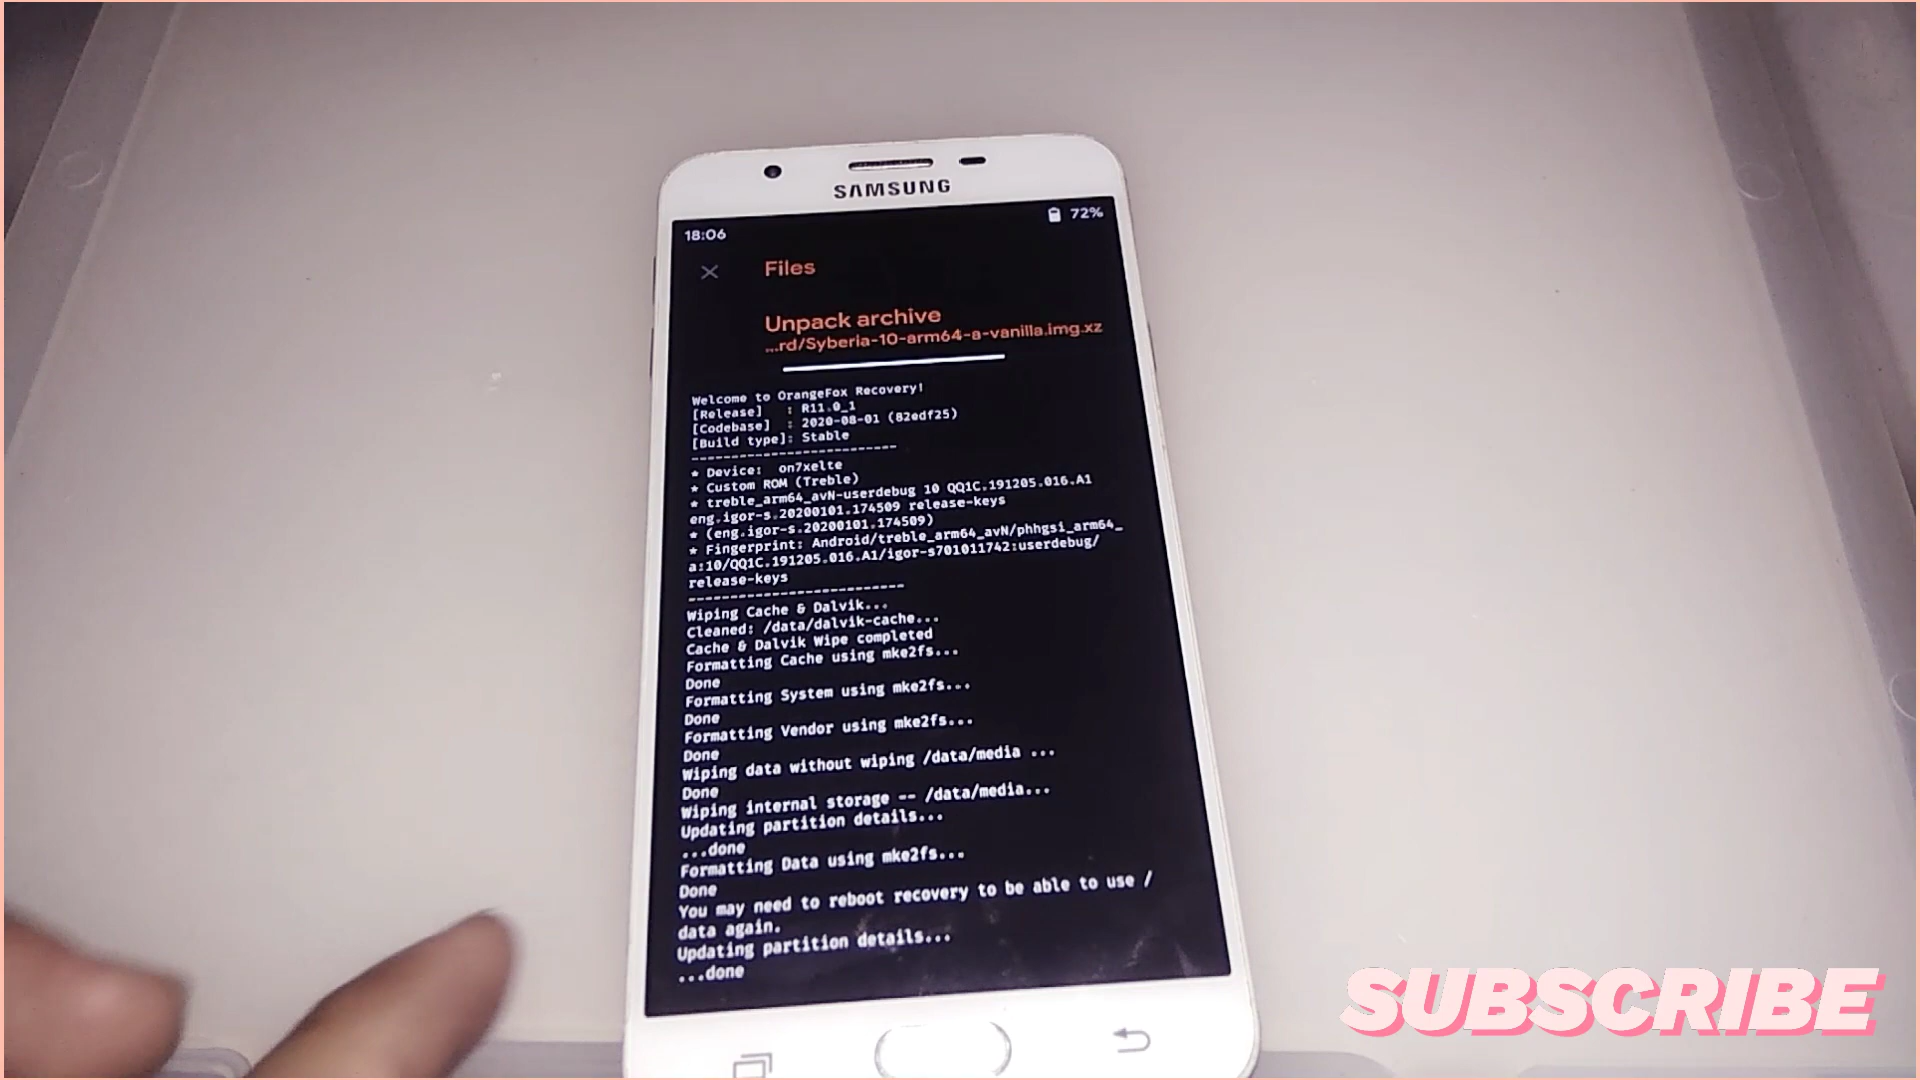 SAMSUNG
18:06
72%
Files
Unpack archive
...rd/Syberia-10-arm64-a-vanilla.img.xz
Welcome to OrangeFox Recovery!
[Release]   : R11.0_1
[Codebase]  : 2020-08-01 (82edf25)
[Build type]: Stable
--------------------------
* Device:  on7xelte
* Custom ROM (Treble)
* treble_arm64_avN-userdebug 10 QQ1C.191205.016.A1
eng.igor-s.20200101.174509 release-keys
* (eng.igor-s.20200101.174509)
* Fingerprint: Android/treble_arm64_avN/phhgsi_arm64_
a:10/QQ1C.191205.016.A1/igor-s701011742:userdebug/
release-keys
--------------------------
Wiping Cache & Dalvik...
Cleaned: /data/dalvik-cache...
Cache & Dalvik Wipe completed
Formatting Cache using mke2fs...
Done
Formatting System using mke2fs...
Done
Formatting Vendor using mke2fs...
Done
Wiping data without wiping /data/media ...
Done
Wiping internal storage -- /data/media...
Updating partition details...
...done
Formatting Data using mke2fs...
Done
You may need to reboot recovery to be able to use /
data again.
Updating partition details...
...done
SUBSCRIBE